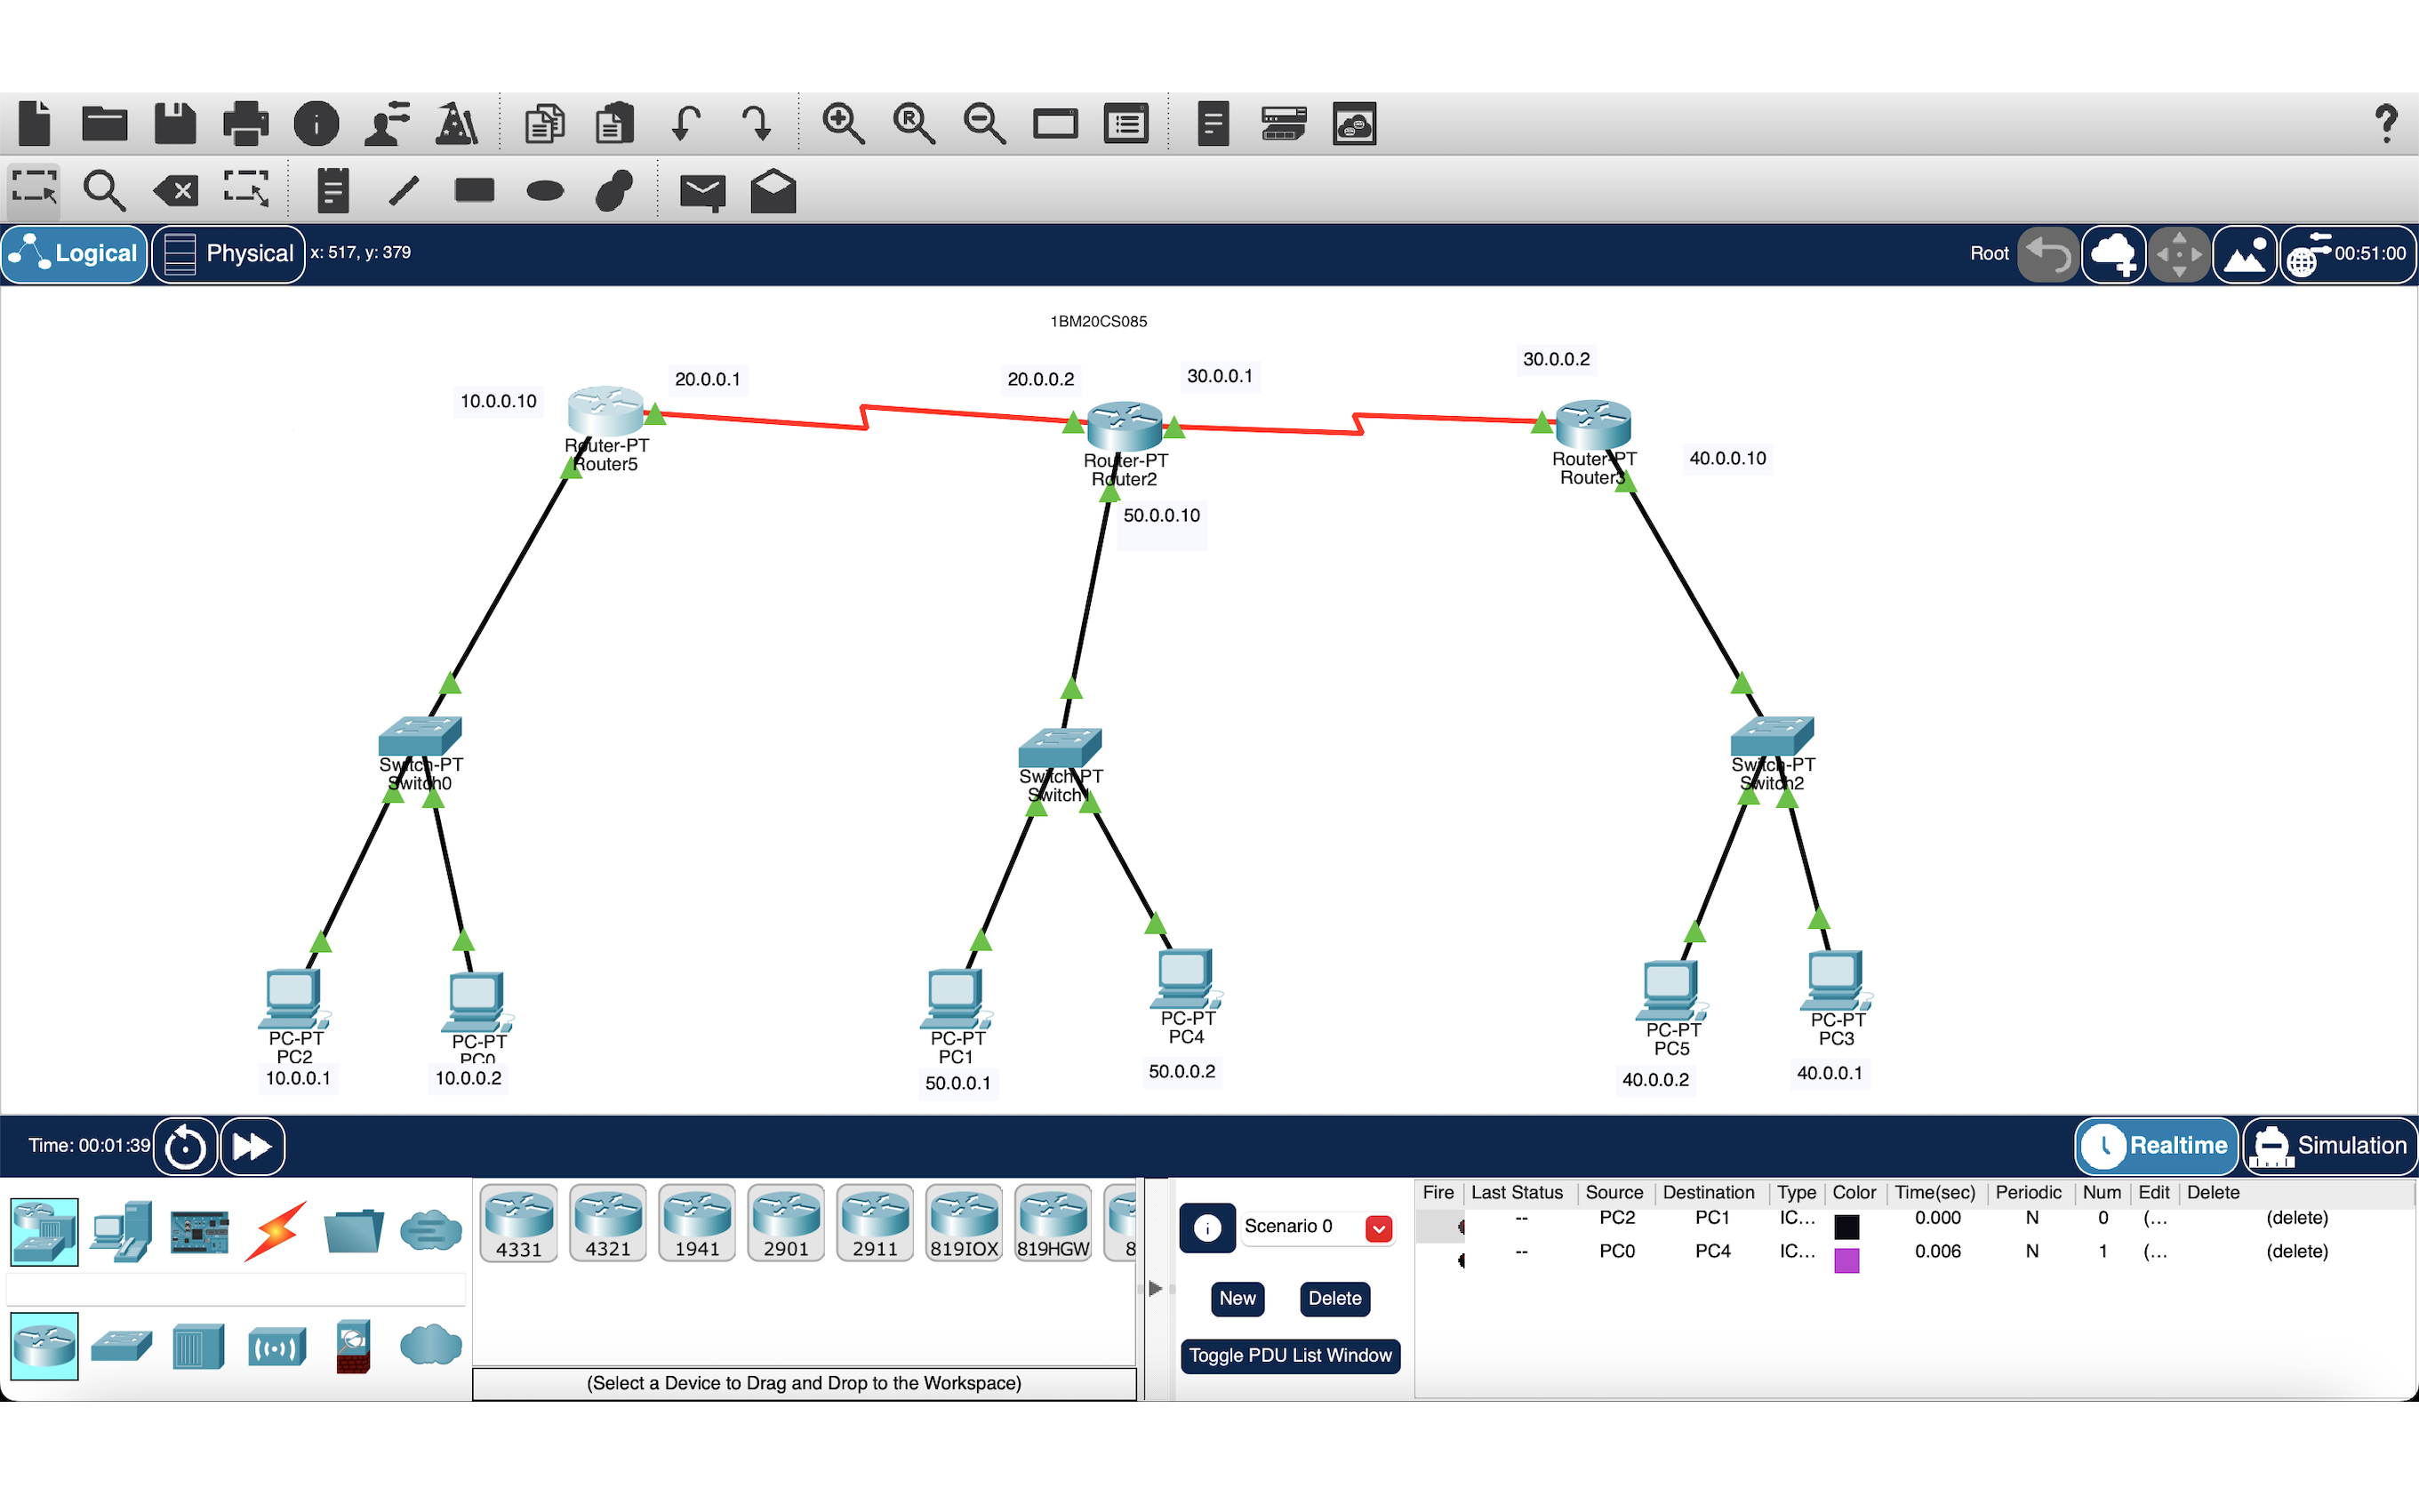 Logical
Physical
x: 517, y: 379
Root
00:51:00
1BM20CS085
10.0.0.10
20.0.0.1
20.0.0.2
30.0.0.1
30.0.0.2
40.0.0.10
50.0.0.10
Router-PT
Router5
Router-PT
Router2
Router-PT
Router3
Switch-PT
Switch0
Switch-PT
Switch1
Switch-PT
Switch2
PC-PT
PC2
10.0.0.1
PC-PT
PC0
10.0.0.2
PC-PT
PC1
50.0.0.1
PC-PT
PC4
50.0.0.2
PC-PT
PC5
40.0.0.2
PC-PT
PC3
40.0.0.1
Time: 00:01:39
Realtime
Simulation
4331
4321
1941
2901
2911
819IOX
819HGW
8
(Select a Device to Drag and Drop to the Workspace)
Scenario 0
New
Delete
Toggle PDU List Window
Fire Last Status Source Destination Type Color Time(sec) Periodic Num Edit Delete
-- PC2 PC1 IC... 0.000 N 0 (... (delete)
-- PC0 PC4 IC... 0.006 N 1 (... (delete)